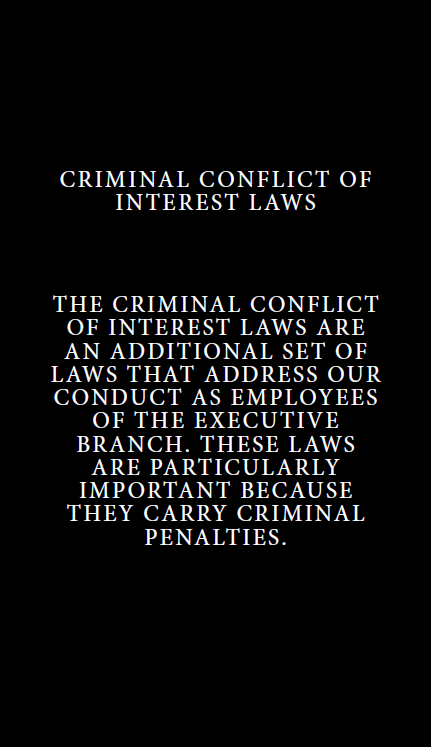 CRIMINAL CONFLICT OF
INTEREST LAWS
THE CRIMINAL CONFLICT
OF INTEREST LAWS ARE
AN ADDITIONAL SET OF
LAWS THAT ADDRESS OUR
CONDUCT AS EMPLOYEES
OF THE EXECUTIVE
BRANCH. THESE LAWS
ARE PARTICULARLY
IMPORTANT BECAUSE
THEY CARRY CRIMINAL
PENALTIES.